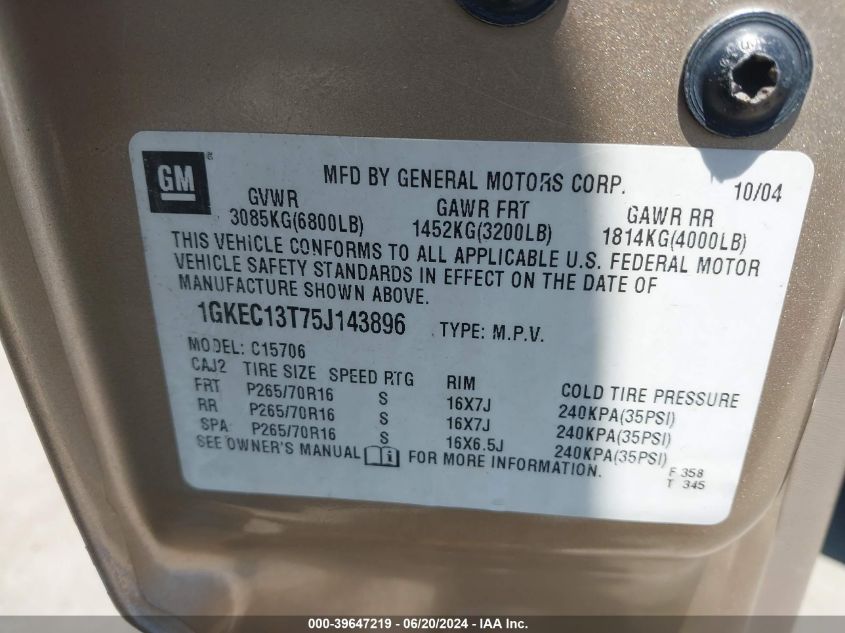 GM
MFD BY GENERAL MOTORS CORP. 10/04
GVWR GAWR FRT GAWR RR
3085KG(6800LB) 1452KG(3200LB) 1814KG(4000LB)
THIS VEHICLE CONFORMS TO ALL APPLICABLE U.S. FEDERAL MOTOR
VEHICLE SAFETY STANDARDS IN EFFECT ON THE DATE OF
MANUFACTURE SHOWN ABOVE.
1GKEC13T75J143896 TYPE: M.P.V.
MODEL: C15706
CAJ2 TIRE SIZE SPEED RTG RIM COLD TIRE PRESSURE
FRT P265/70R16 S 16X7J 240KPA(35PSI)
RR P265/70R16 S 16X7J 240KPA(35PSI)
SPA P265/70R16 S 16X6.5J 240KPA(35PSI)
SEE OWNER'S MANUAL i FOR MORE INFORMATION.
F 358
T 345
000-39647219 - 06/20/2024 - IAA Inc.